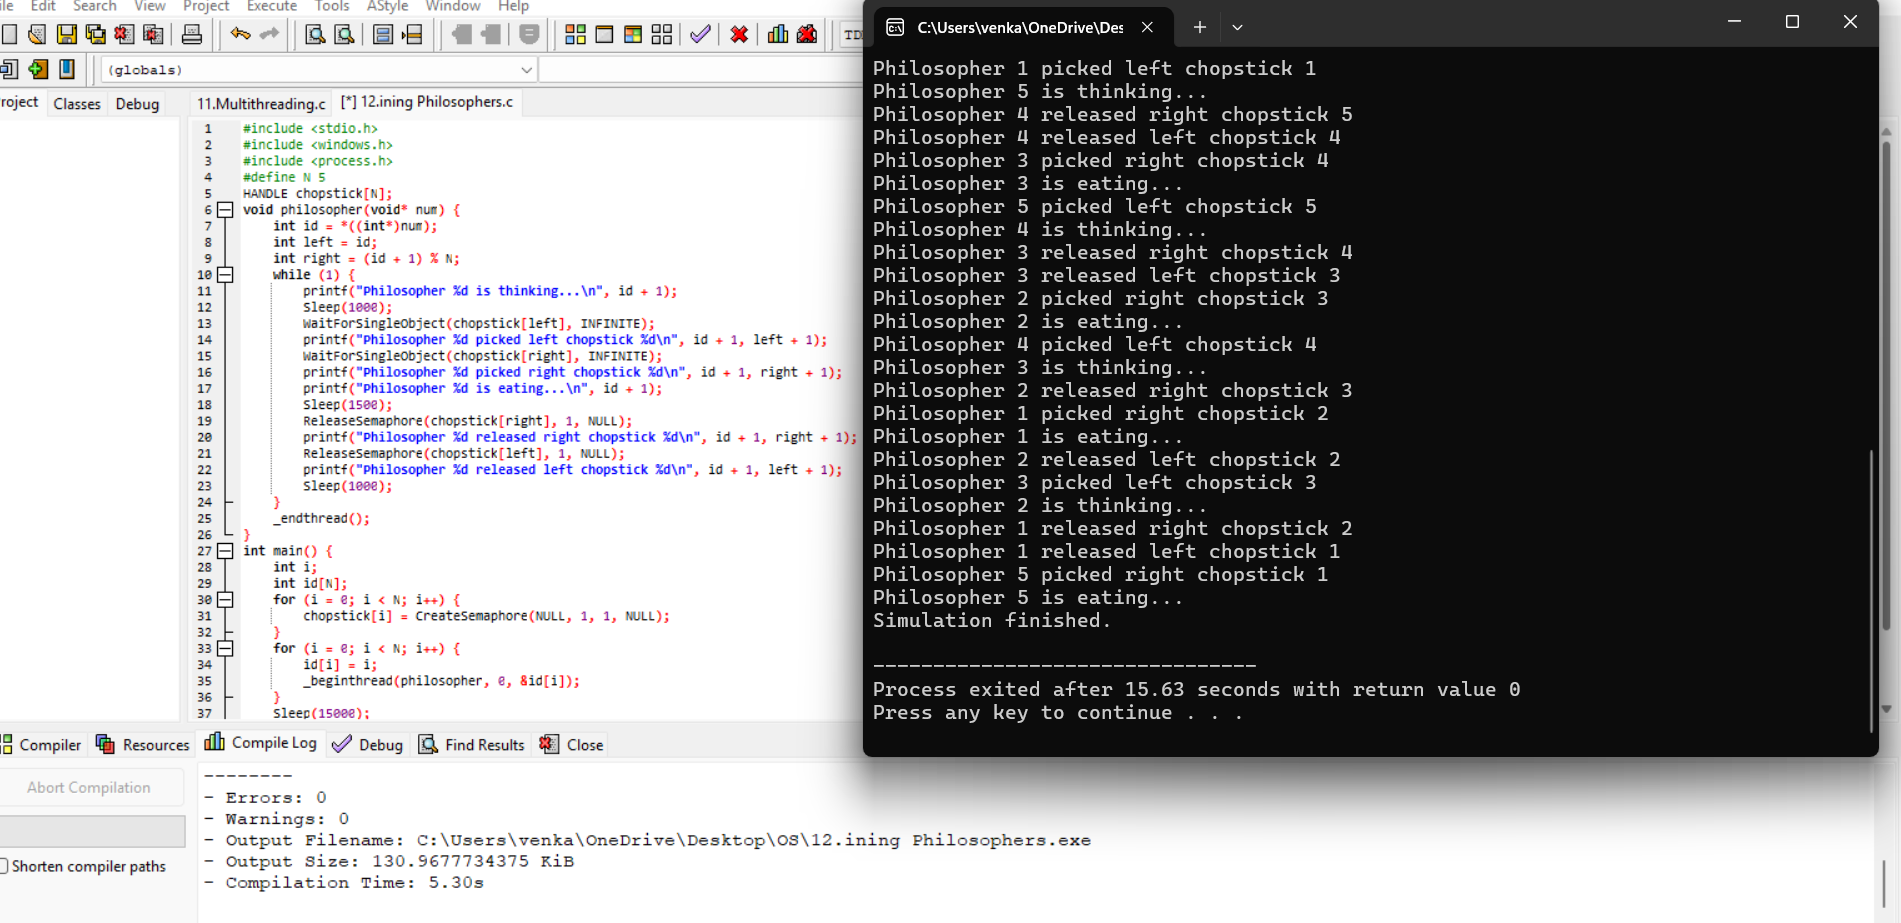 Edit Search View Project Execute Tools AStyle Window Help
(globals)
Classes Debug
11.Multithreading.c [*] 12.ining Philosophers.c
1 #include <stdio.h>
2 #include <windows.h>
3 #include <process.h>
4 #define N 5
5 HANDLE chopstick[N];
6 void philosopher(void* num) {
7 int id = *((int*)num);
8 int left = id;
9 int right = (id + 1) % N;
10 while (1) {
11 printf("Philosopher %d is thinking...\n", id + 1);
12 Sleep(1000);
13 WaitForSingleObject(chopstick[left], INFINITE);
14 printf("Philosopher %d picked left chopstick %d\n", id + 1, left + 1);
15 WaitForSingleObject(chopstick[right], INFINITE);
16 printf("Philosopher %d picked right chopstick %d\n", id + 1, right + 1);
17 printf("Philosopher %d is eating...\n", id + 1);
18 Sleep(1500);
19 ReleaseSemaphore(chopstick[right], 1, NULL);
20 printf("Philosopher %d released right chopstick %d\n", id + 1, right + 1);
21 ReleaseSemaphore(chopstick[left], 1, NULL);
22 printf("Philosopher %d released left chopstick %d\n", id + 1, left + 1);
23 Sleep(1000);
24 }
25 _endthread();
26 }
27 int main() {
28 int i;
29 int id[N];
30 for (i = 0; i < N; i++) {
31 chopstick[i] = CreateSemaphore(NULL, 1, 1, NULL);
32 }
33 for (i = 0; i < N; i++) {
34 id[i] = i;
35 _beginthread(philosopher, 0, &id[i]);
36 }
37 Sleep(15000);
Compiler Resources Compile Log Debug Find Results Close
Abort Compilation
Shorten compiler paths
--------
- Errors: 0
- Warnings: 0
- Output Filename: C:\Users\venka\OneDrive\Desktop\OS\12.ining Philosophers.exe
- Output Size: 130.9677734375 KiB
- Compilation Time: 5.30s
C:\Users\venka\OneDrive\Des
Philosopher 1 picked left chopstick 1
Philosopher 5 is thinking...
Philosopher 4 released right chopstick 5
Philosopher 4 released left chopstick 4
Philosopher 3 picked right chopstick 4
Philosopher 3 is eating...
Philosopher 5 picked left chopstick 5
Philosopher 4 is thinking...
Philosopher 3 released right chopstick 4
Philosopher 3 released left chopstick 3
Philosopher 2 picked right chopstick 3
Philosopher 2 is eating...
Philosopher 4 picked left chopstick 4
Philosopher 3 is thinking...
Philosopher 2 released right chopstick 3
Philosopher 1 picked right chopstick 2
Philosopher 1 is eating...
Philosopher 2 released left chopstick 2
Philosopher 3 picked left chopstick 3
Philosopher 2 is thinking...
Philosopher 1 released right chopstick 2
Philosopher 1 released left chopstick 1
Philosopher 5 picked right chopstick 1
Philosopher 5 is eating...
Simulation finished.
--------------------------------
Process exited after 15.63 seconds with return value 0
Press any key to continue . . .